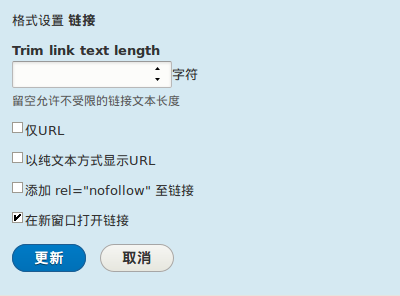 格式设置 链接
Trim link text length
字符
留空允许不受限的链接文本长度
仅URL
以纯文本方式显示URL
添加 rel="nofollow" 至链接
在新窗口打开链接
更新 取消